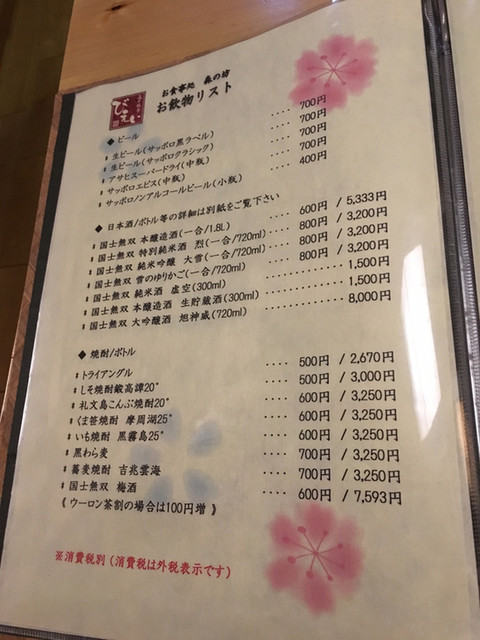 びえい
お食事処 森の坊
お飲物リスト
◆ ビール
生ビール(サッポロ黒ラベル) ････ 700円
生ビール(サッポロクラシック) 700円
アサヒスーパードライ(中瓶) 700円
サッポロエビス(中瓶) 700円
サッポロノンアルコールビール(小瓶) ････ 400円
◆ 日本酒/ボトル等の詳細は別紙をご覧下さい
国士無双 本醸造酒(一合/1.8L) ････ 600円 / 5,333円
国士無双 特別純米酒 烈(一合/720ml) ････ 800円 / 3,200円
国士無双 純米吟醸 大雪(一合/720ml) ････ 800円 / 3,200円
国士無双 雪のゆりかご(一合/720ml) ････ 800円 / 3,200円
国士無双 純米酒 虚空(300ml) ･･････････ 1,500円
国士無双 本醸造酒 生貯蔵酒(300ml) ･･････････ 1,500円
国士無双 大吟醸酒 旭神威(720ml) ･･････････ 8,000円
◆ 焼酎/ボトル
トライアングル ････ 500円 / 2,670円
しそ焼酎鍛高譚20° ････ 500円 / 3,000円
礼文島こんぶ焼酎20° ････ 600円 / 3,250円
くま笹焼酎 摩周湖25° ････ 600円 / 3,250円
いも焼酎 黒霧島25° ････ 600円 / 3,250円
黒わら麦 ････ 700円 / 3,250円
蕎麦焼酎 吉兆雲海 ････ 700円 / 3,250円
国士無双 梅酒 ････ 600円 / 7,593円
《 ウーロン茶割の場合は100円増 》
※消費税別 (消費税は外税表示です)